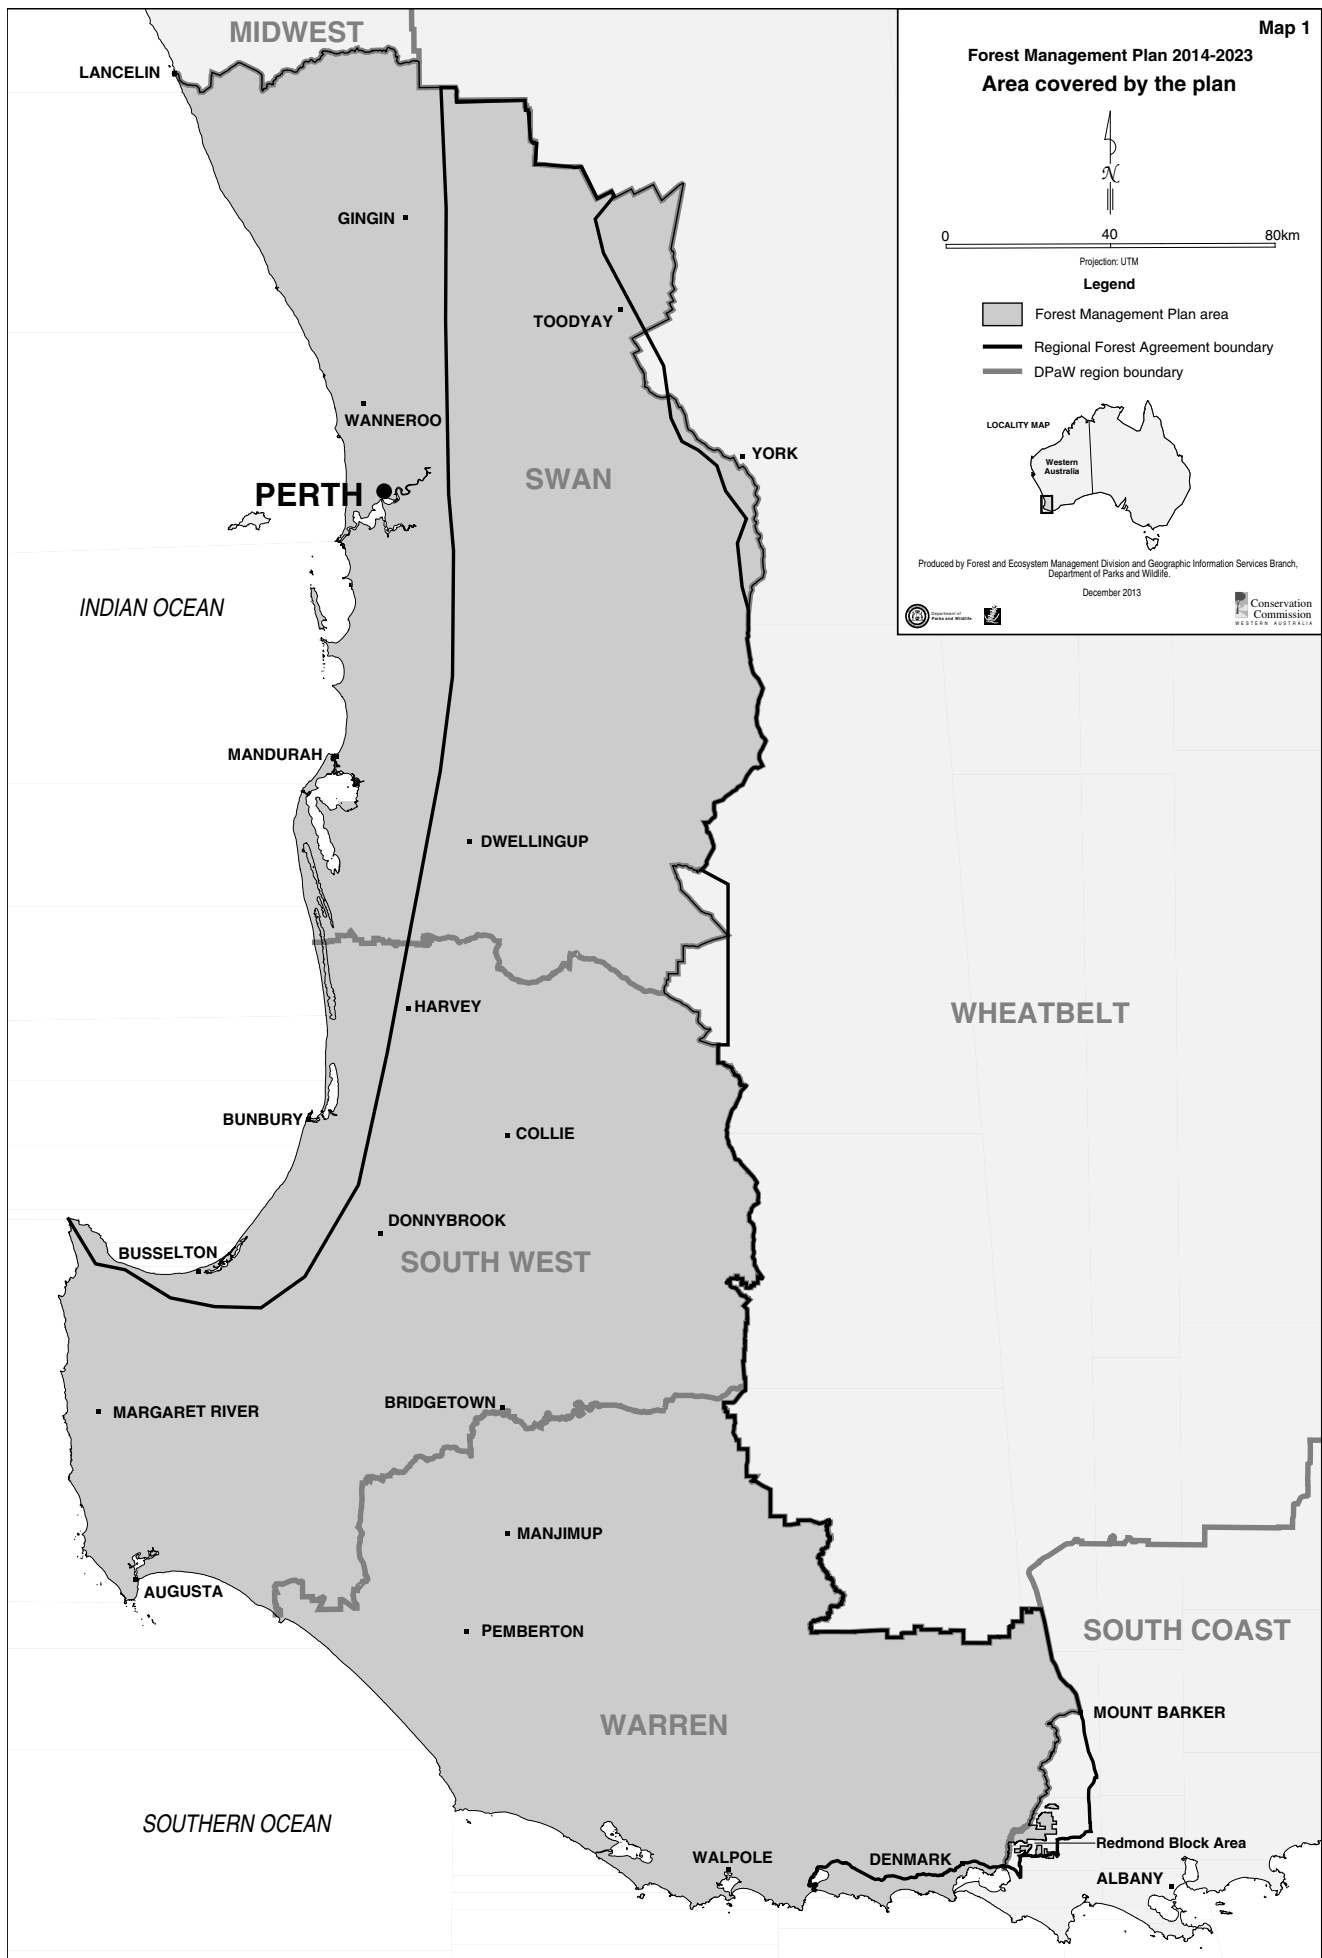 Map 1
Forest Management Plan 2014-2023
Area covered by the plan
N
0
40
80km
Projection: UTM
Legend
Forest Management Plan area
Regional Forest Agreement boundary
DPaW region boundary
LOCALITY MAP
Western
Australia
Produced by Forest and Ecosystem Management Division and Geographic Information Services Branch,
Department of Parks and Wildlife.
December 2013
Department of
Parks and Wildlife
Conservation
Commission
WESTERN AUSTRALIA
MIDWEST
LANCELIN
GINGIN
TOODYAY
WANNEROO
YORK
SWAN
PERTH
INDIAN OCEAN
MANDURAH
DWELLINGUP
HARVEY
WHEATBELT
BUNBURY
COLLIE
DONNYBROOK
BUSSELTON
SOUTH WEST
BRIDGETOWN
MARGARET RIVER
MANJIMUP
AUGUSTA
PEMBERTON
SOUTH COAST
MOUNT BARKER
WARREN
SOUTHERN OCEAN
Redmond Block Area
WALPOLE
DENMARK
ALBANY